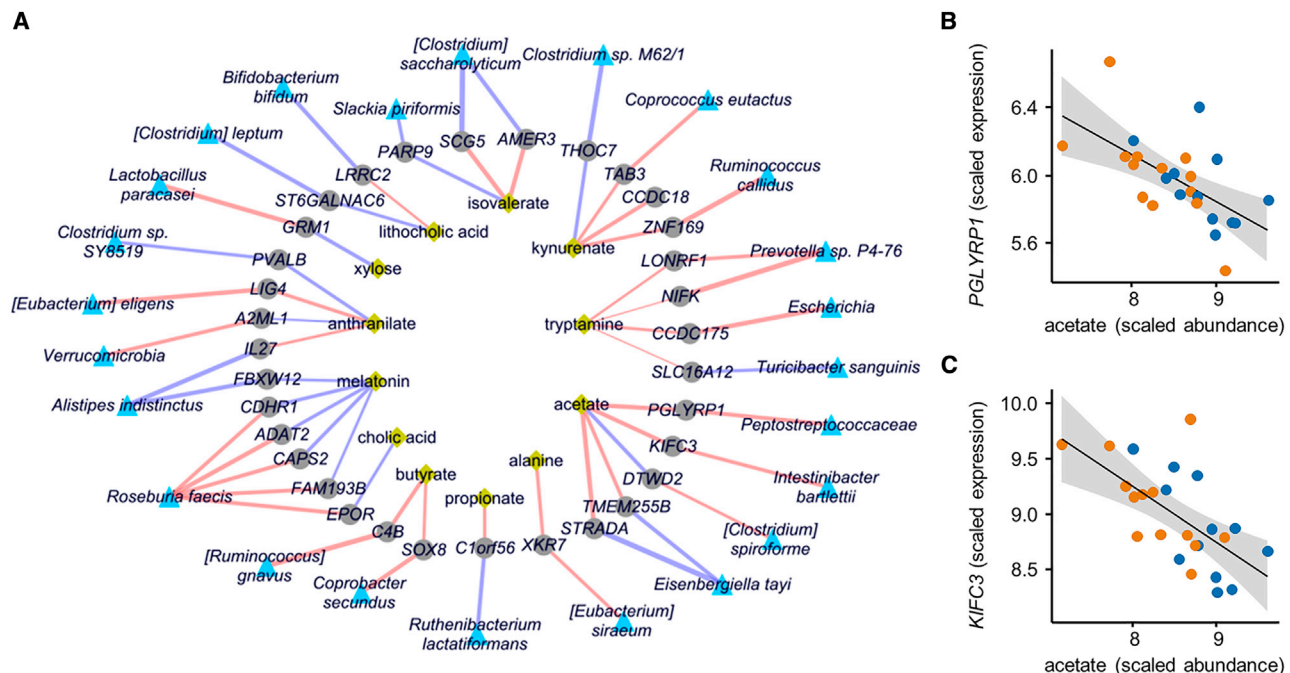 A
[Clostridium]
saccharolyticum
Clostridium sp. M62/1
Bifidobacterium
bifidum
Slackia piriformis
Coprococcus eutactus
[Clostridium] leptum
SCG5
AMER3
PARP9
THOC7
Lactobacillus
paracasei
LRRC2
TAB3
Ruminococcus
callidus
ST6GALNAC6
isovalerate
CCDC18
GRM1
lithocholic acid
ZNF169
Clostridium sp.
SY8519
kynurenate
PVALB
xylose
LONRF1
Prevotella sp. P4-76
LIG4
NIFK
[Eubacterium] eligens
A2ML1
anthranilate
tryptamine
CCDC175
Escherichia
Verrucomicrobia
IL27
SLC16A12
Turicibacter sanguinis
FBXW12
melatonin
Alistipes indistinctus
CDHR1
acetate
PGLYRP1
Peptostreptococcaceae
ADAT2
cholic acid
KIFC3
CAPS2
butyrate
alanine
DTWD2
Intestinibacter
bartlettii
Roseburia faecis
FAM193B
propionate
TMEM255B
EPOR
C4B
STRADA
[Clostridium]
spiroforme
SOX8
C1orf56
XKR7
[Ruminococcus]
gnavus
Coprobacter
secundus
Eisenbergiella tayi
Ruthenibacterium
lactatiformans
[Eubacterium]
siraeum
B
PGLYRP1 (scaled expression)
6.4
6.0
5.6
8 9
acetate (scaled abundance)
C
KIFC3 (scaled expression)
10.0
9.5
9.0
8.5
8 9
acetate (scaled abundance)